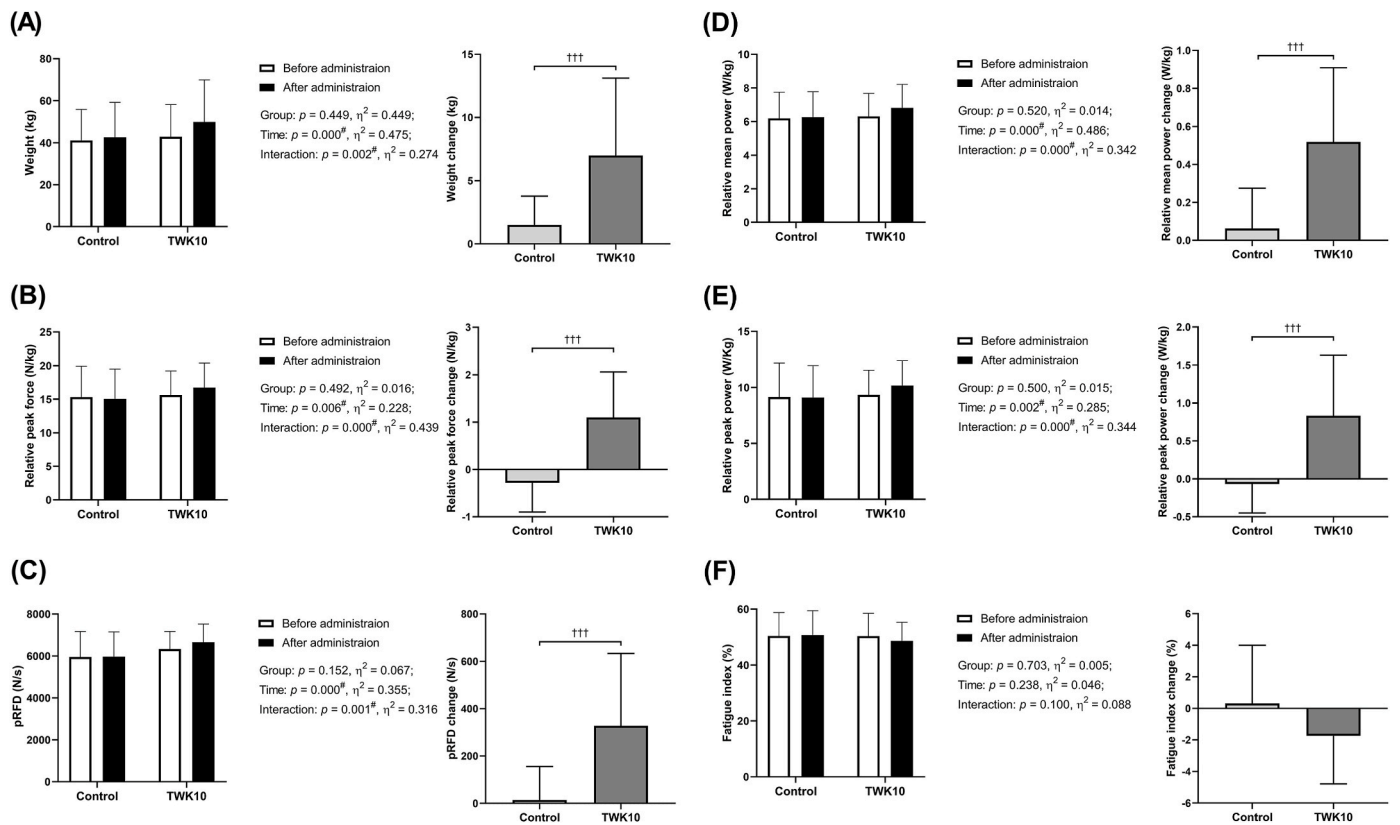 (A)
Weight (kg)
80
60
40
20
0
Control
TWK10
Before administraion
After administraion
Group: p = 0.449, η2 = 0.449;
Time: p = 0.000#, η2 = 0.475;
Interaction: p = 0.002#, η2 = 0.274
Weight change (kg)
15
10
5
0
†††
Control
TWK10
(D)
Relative mean power (W/kg)
8
6
4
2
0
Control
TWK10
Before administraion
After administraion
Group: p = 0.520, η2 = 0.014;
Time: p = 0.000#, η2 = 0.486;
Interaction: p = 0.000#, η2 = 0.342
Relative mean power change (W/kg)
1.0
0.8
0.6
0.4
0.2
0.0
†††
Control
TWK10
(B)
Relative peak force (N/kg)
25
20
15
10
5
0
Control
TWK10
Before administraion
After administraion
Group: p = 0.492, η2 = 0.016;
Time: p = 0.006#, η2 = 0.228;
Interaction: p = 0.000#, η2 = 0.439
Relative peak force change (N/kg)
3
2
1
0
-1
†††
Control
TWK10
(E)
Relative peak power (W/Kg)
15
10
5
0
Control
TWK10
Before administraion
After administraion
Group: p = 0.500, η2 = 0.015;
Time: p = 0.002#, η2 = 0.285;
Interaction: p = 0.000#, η2 = 0.344
Relative peak power change (W/kg)
2.0
1.5
1.0
0.5
0.0
-0.5
†††
Control
TWK10
(C)
pRFD (N/s)
8000
6000
4000
2000
0
Control
TWK10
Before administraion
After administraion
Group: p = 0.152, η2 = 0.067;
Time: p = 0.000#, η2 = 0.355;
Interaction: p = 0.001#, η2 = 0.316
pRFD change (N/s)
800
600
400
200
0
†††
Control
TWK10
(F)
Fatigue index (%)
60
40
20
0
Control
TWK10
Before administraion
After administraion
Group: p = 0.703, η2 = 0.005;
Time: p = 0.238, η2 = 0.046;
Interaction: p = 0.100, η2 = 0.088
Fatigue index change (%)
6
4
2
0
-2
-4
-6
Control
TWK10